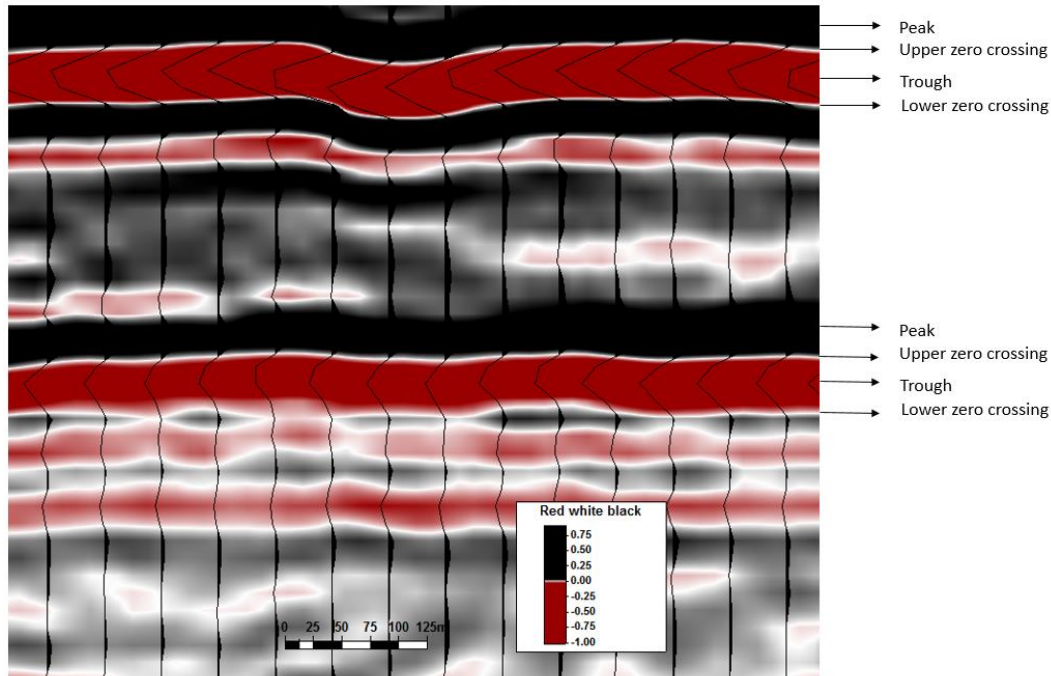 Peak
Upper zero crossing
Trough
Lower zero crossing
Peak
Upper zero crossing
Trough
Lower zero crossing
Red white black
0.75
0.50
0.25
0.00
-0.25
-0.50
-0.75
-1.00
0 25 50 75 100 125m